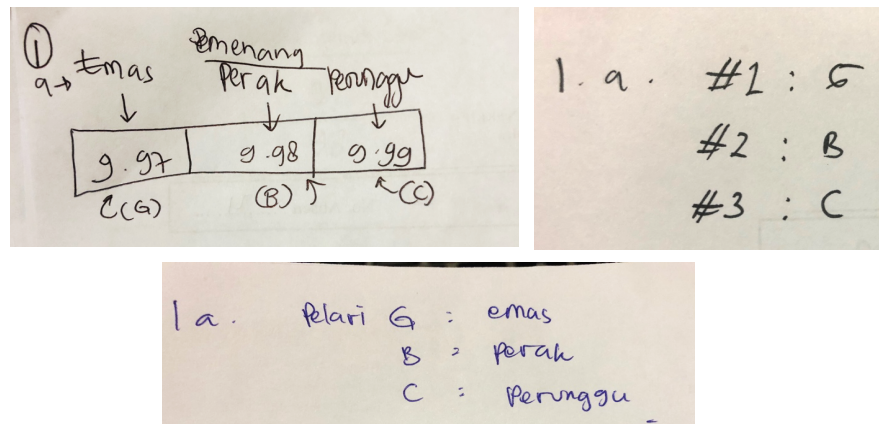 ①
Pemenang
a→ Emas
Perak
Perunggu
9.97
9.98
9.99
(G)
(B)
(C)
1. a. #1 : G
#2 : B
#3 : C
1 a. Pelari G : emas
B : perak
C : Perunggu